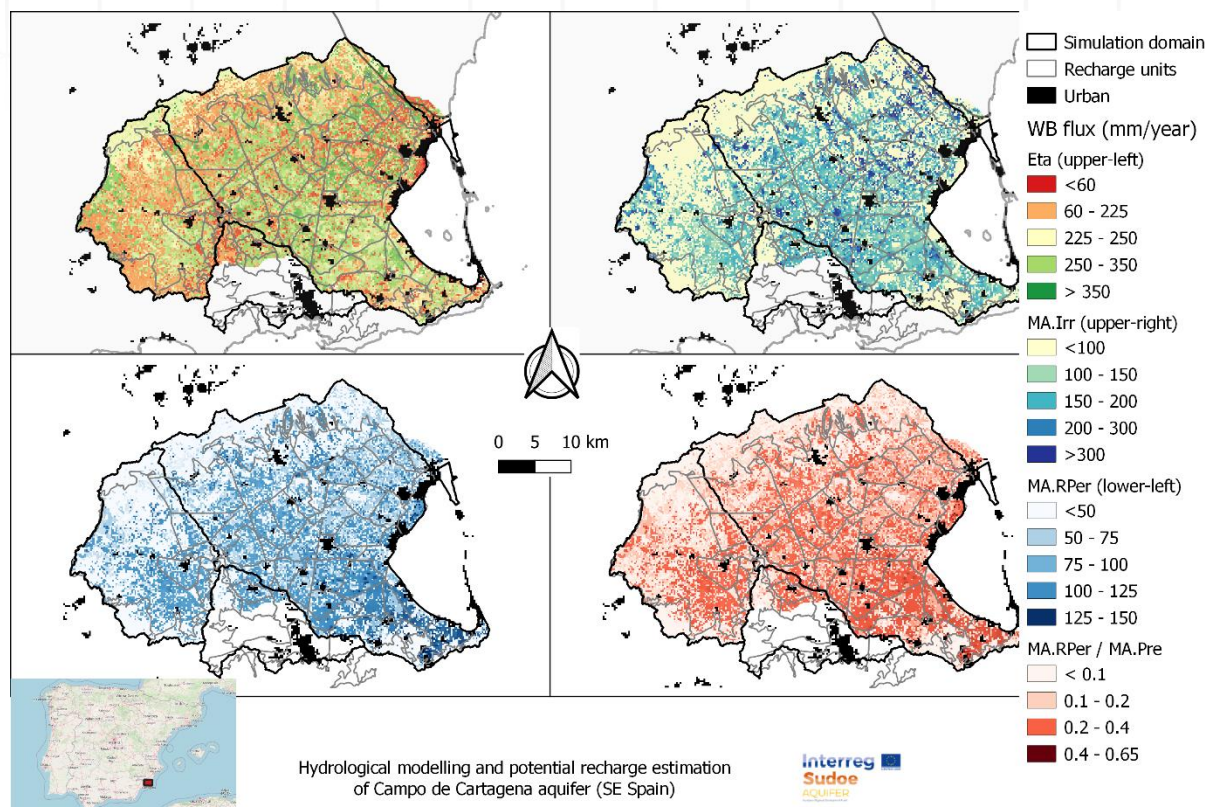 Simulation domain
Recharge units
Urban
WB flux (mm/year)
Eta (upper-left)
<60
60 - 225
225 - 250
250 - 350
> 350
MA.Irr (upper-right)
<100
100 - 150
150 - 200
200 - 300
>300
MA.RPer (lower-left)
<50
50 - 75
75 - 100
100 - 125
125 - 150
MA.RPer / MA.Pre
< 0.1
0.1 - 0.2
0.2 - 0.4
0.4 - 0.65
0 5 10 km
Hydrological modelling and potential recharge estimation
of Campo de Cartagena aquifer (SE Spain)
Interreg
Sudoe
AQUIFER